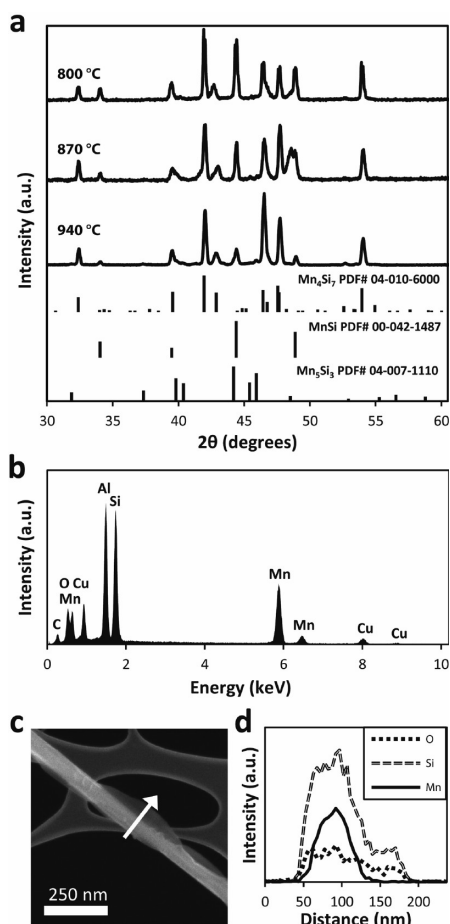 a
800 °C
870 °C
940 °C
Intensity (a.u.)
Mn₄Si₇ PDF# 04-010-6000
MnSi PDF# 00-042-1487
Mn₅Si₃ PDF# 04-007-1110
30 35 40 45 50 55 60
2θ (degrees)
b
Intensity (a.u.)
Al
Si
O Cu
Mn
C
Mn
Mn
Cu
Cu
0 2 4 6 8 10
Energy (keV)
c
250 nm
d
Intensity (a.u.)
O
Si
Mn
0 50 100 150 200
Distance (nm)